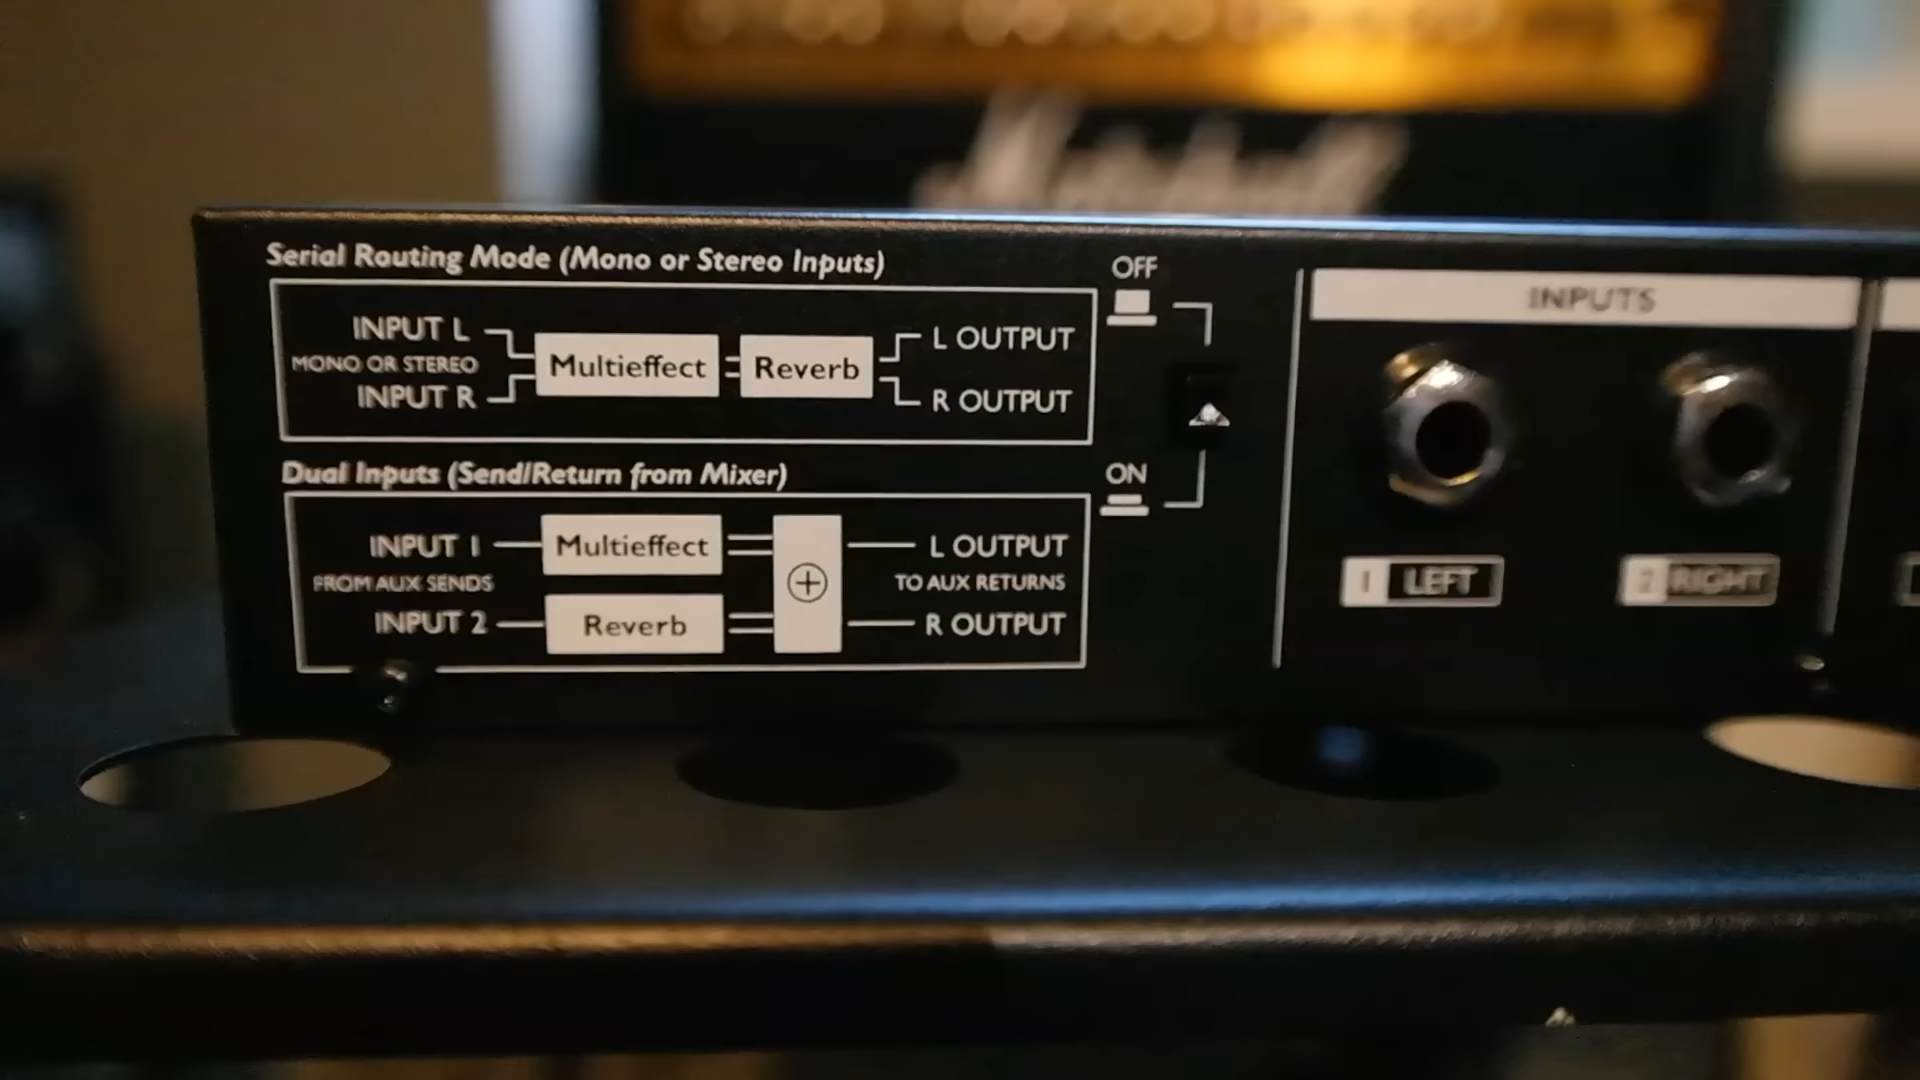 Marshall
Serial Routing Mode (Mono or Stereo Inputs)
INPUT L
MONO OR STEREO
INPUT R
Multieffect
Reverb
L OUTPUT
R OUTPUT
OFF
Dual Inputs (Send/Return from Mixer)
INPUT 1
FROM AUX SENDS
INPUT 2
Multieffect
Reverb
L OUTPUT
TO AUX RETURNS
R OUTPUT
ON
INPUTS
1 LEFT
2 RIGHT